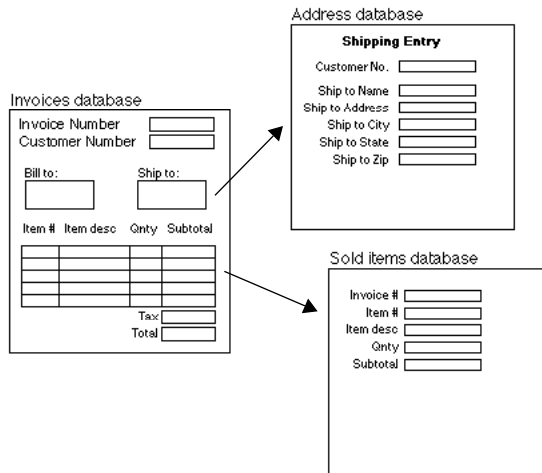 Address database
Shipping Entry
Customer No.
Ship to Name
Ship to Address
Ship to City
Ship to State
Ship to Zip
Invoices database
Invoice Number
Customer Number
Bill to:
Ship to:
Item # Item desc Qnty Subtotal
Tax
Total
Sold items database
Invoice #
Item #
Item desc
Qnty
Subtotal